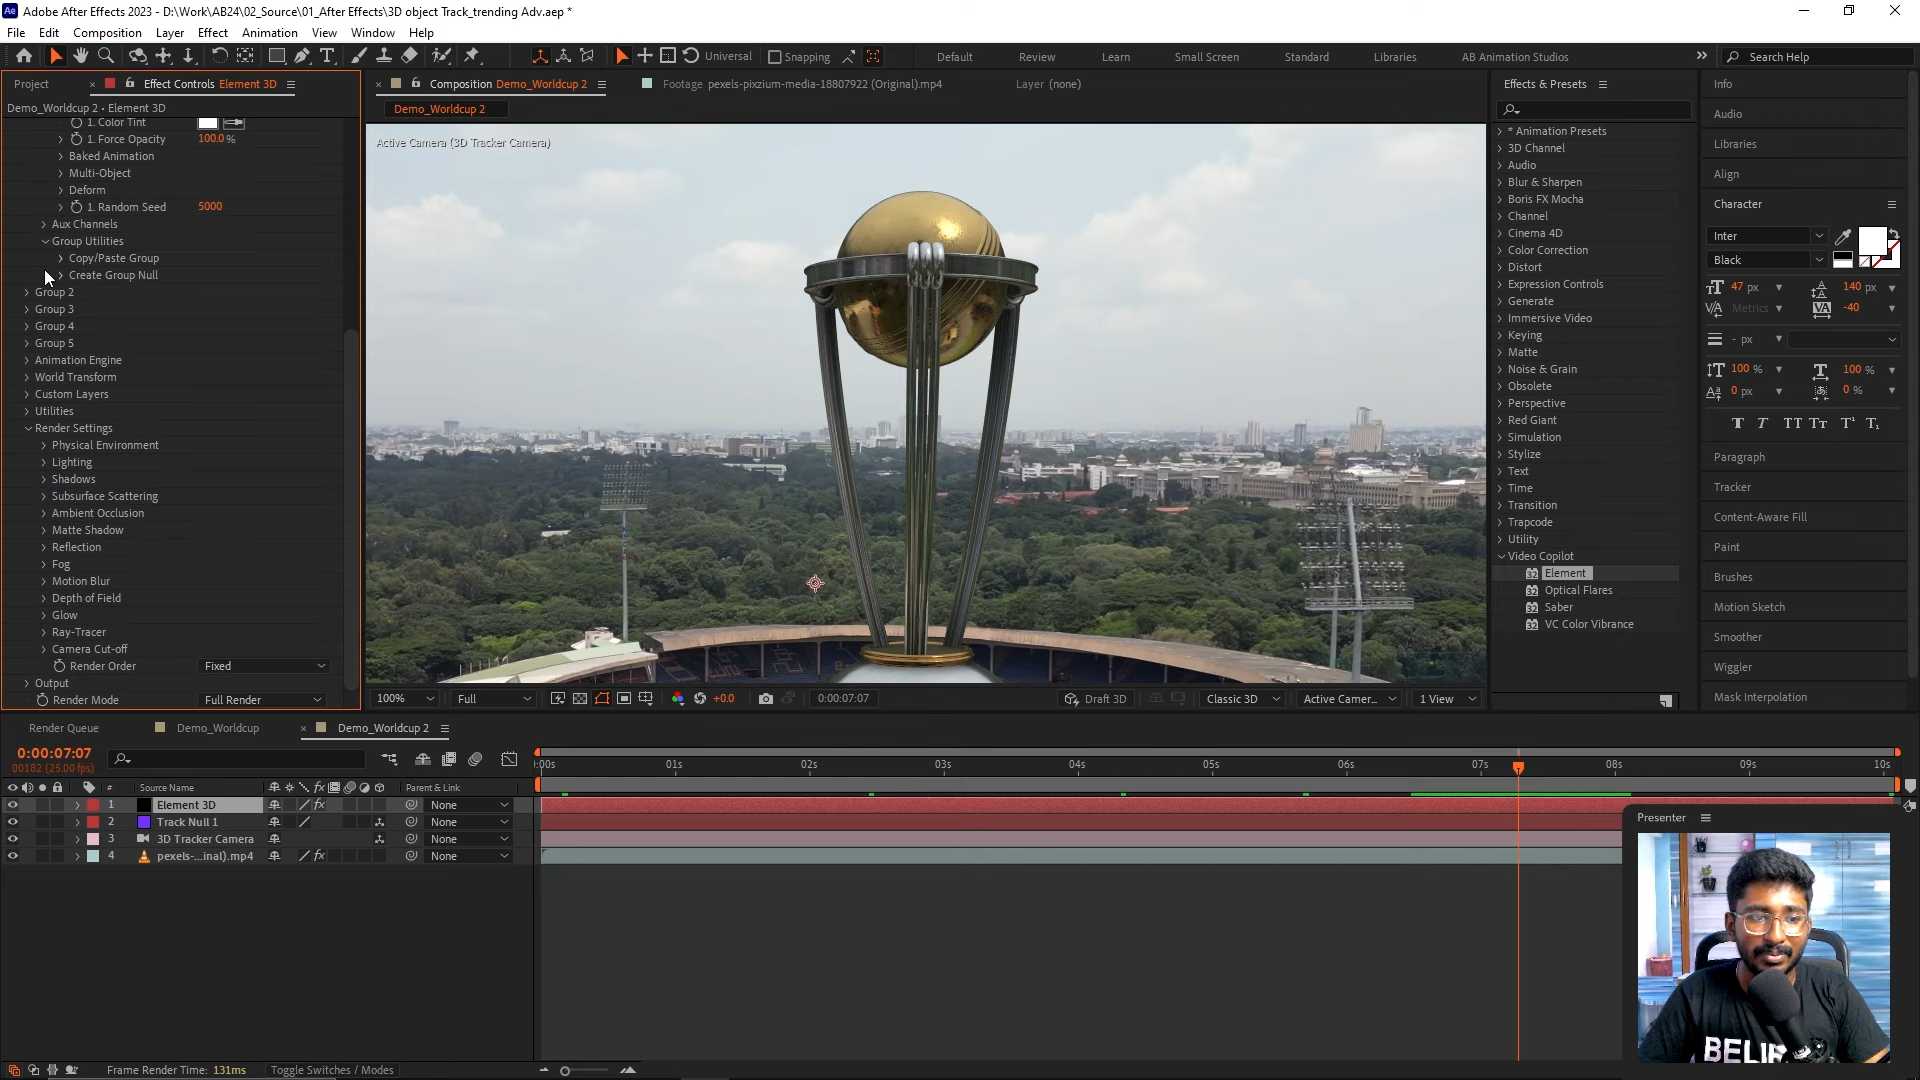 Adobe After Effects 2023 - D:\Work\AB24\02_Source\01_After Effects\3D object Track_trending Adv.aep *
File Edit Composition Layer Effect Animation View Window Help
Universal Snapping Default Review Learn Small Screen Standard Libraries AB Animation Studios Search Help
Project Effect Controls Element 3D
Demo_Worldcup 2 • Element 3D
1. Color Tint
1. Force Opacity 100.0 %
Baked Animation
Multi-Object
Deform
1. Random Seed 5000
Aux Channels
Group Utilities
Copy/Paste Group
Create Group Null
Group 2
Group 3
Group 4
Group 5
Animation Engine
World Transform
Custom Layers
Utilities
Render Settings
Physical Environment
Lighting
Shadows
Subsurface Scattering
Ambient Occlusion
Matte Shadow
Reflection
Fog
Motion Blur
Depth of Field
Glow
Ray-Tracer
Camera Cut-off
Render Order Fixed
Output
Render Mode Full Render
Composition Demo_Worldcup 2 Footage pexels-pixzium-media-18807922 (Original).mp4 Layer (none)
Demo_Worldcup 2
Active Camera (3D Tracker Camera)
100% Full +0.0 0:00:07:07 Draft 3D Classic 3D Active Camer... 1 View
Effects & Presets
* Animation Presets
3D Channel
Audio
Blur & Sharpen
Boris FX Mocha
Channel
Cinema 4D
Color Correction
Distort
Expression Controls
Generate
Immersive Video
Keying
Matte
Noise & Grain
Obsolete
Perspective
Red Giant
Simulation
Stylize
Text
Time
Transition
Trapcode
Utility
Video Copilot
Element
Optical Flares
Saber
VC Color Vibrance
Info
Audio
Libraries
Align
Character
Inter
Black
47 px 140 px
Metrics -40
- px
100 % 100 %
0 px 0 %
Paragraph
Tracker
Content-Aware Fill
Paint
Brushes
Motion Sketch
Smoother
Wiggler
Mask Interpolation
Render Queue Demo_Worldcup Demo_Worldcup 2
0:00:07:07
00182 (25.00 fps)
# Source Name Parent & Link
1 Element 3D None
2 Track Null 1 None
3 3D Tracker Camera None
4 pexels-...inal).mp4 None
:00s 01s 02s 03s 04s 05s 06s 07s 08s 09s 10s
Presenter
Frame Render Time: 131ms Toggle Switches / Modes